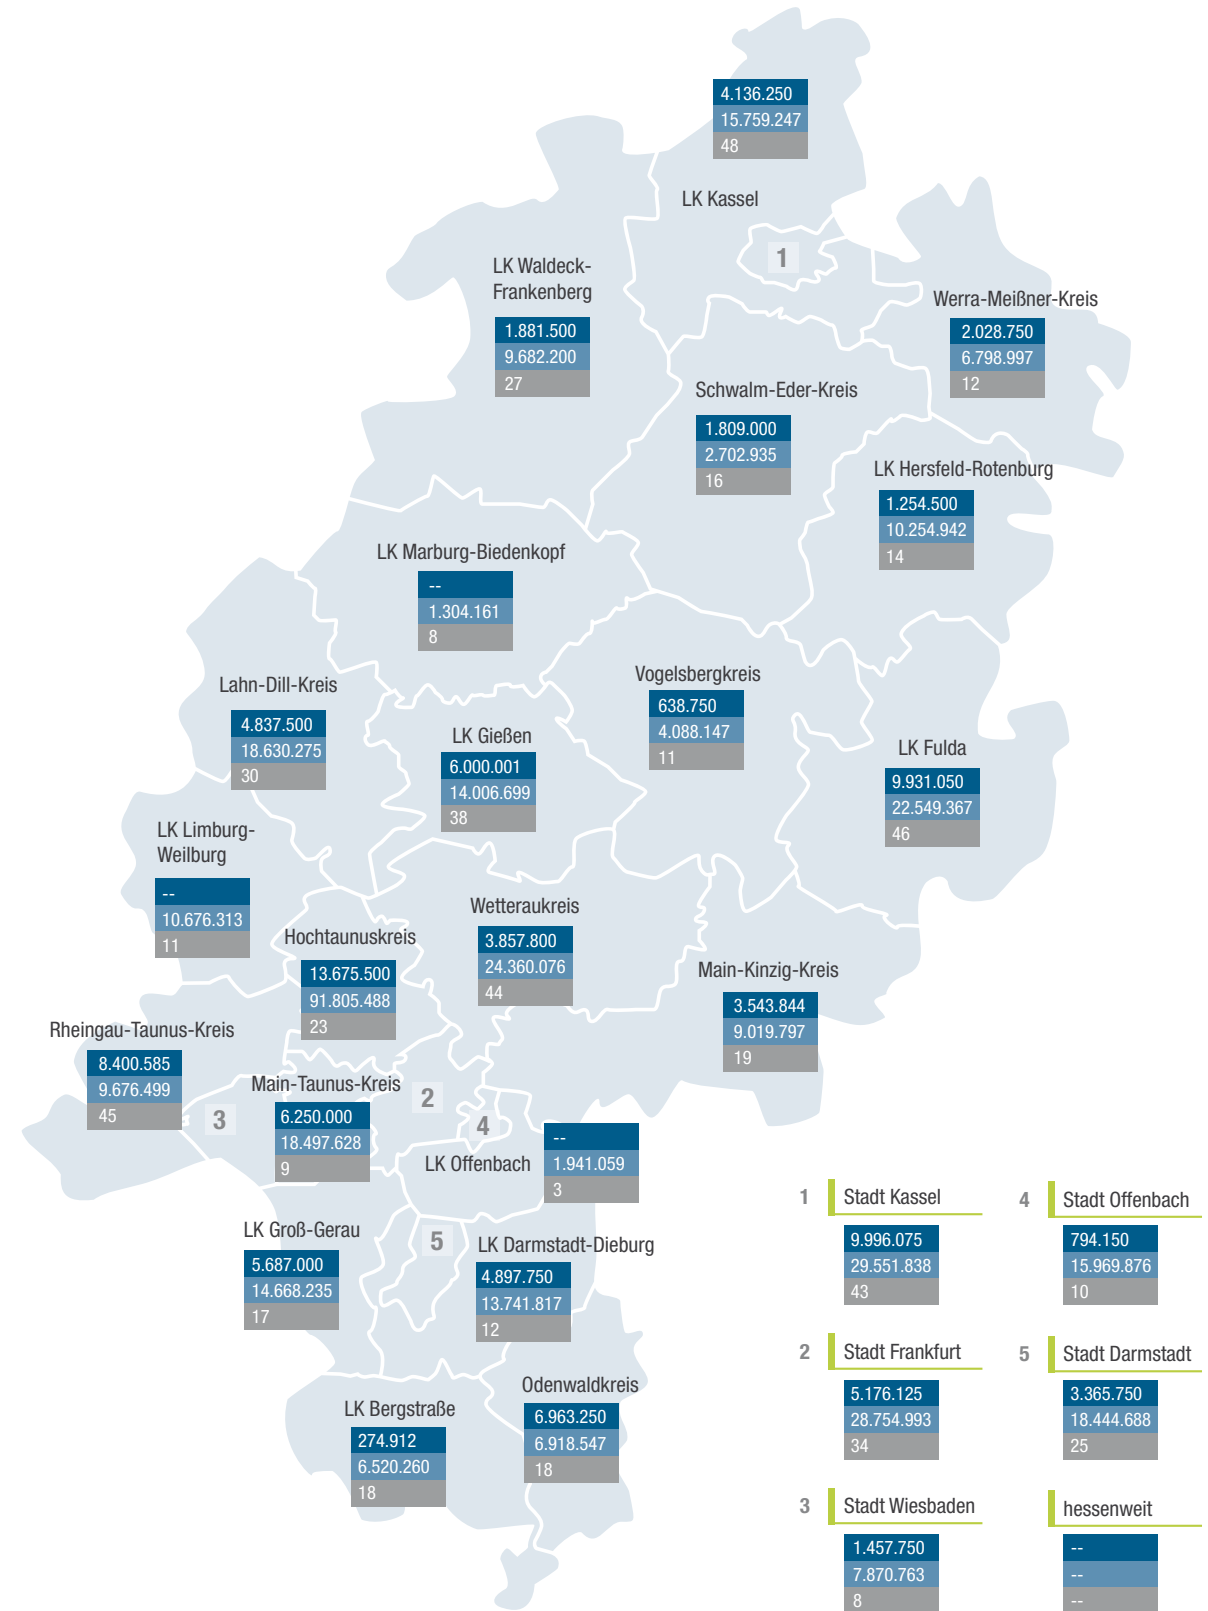 4.136.250
15.759.247
48
LK Kassel
1
LK Waldeck-
Frankenberg
1.881.500
9.682.200
27
Werra-Meißner-Kreis
2.028.750
6.798.997
12
Schwalm-Eder-Kreis
1.809.000
2.702.935
16
LK Hersfeld-Rotenburg
1.254.500
10.254.942
14
LK Marburg-Biedenkopf
--
1.304.161
8
Lahn-Dill-Kreis
4.837.500
18.630.275
30
LK Gießen
6.000.001
14.006.699
38
Vogelsbergkreis
638.750
4.088.147
11
LK Fulda
9.931.050
22.549.367
46
LK Limburg-
Weilburg
--
10.676.313
11
Hochtaunuskreis
13.675.500
91.805.488
23
Wetteraukreis
3.857.800
24.360.076
44
Main-Kinzig-Kreis
3.543.844
9.019.797
19
Rheingau-Taunus-Kreis
8.400.585
9.676.499
45
3
Main-Taunus-Kreis
6.250.000
18.497.628
9
2
4
LK Offenbach
--
1.941.059
3
LK Groß-Gerau
5.687.000
14.668.235
17
5
LK Darmstadt-Dieburg
4.897.750
13.741.817
12
LK Bergstraße
274.912
6.520.260
18
Odenwaldkreis
6.963.250
6.918.547
18
1 Stadt Kassel
9.996.075
29.551.838
43
4 Stadt Offenbach
794.150
15.969.876
10
2 Stadt Frankfurt
5.176.125
28.754.993
34
5 Stadt Darmstadt
3.365.750
18.444.688
25
3 Stadt Wiesbaden
1.457.750
7.870.763
8
hessenweit
--
--
--